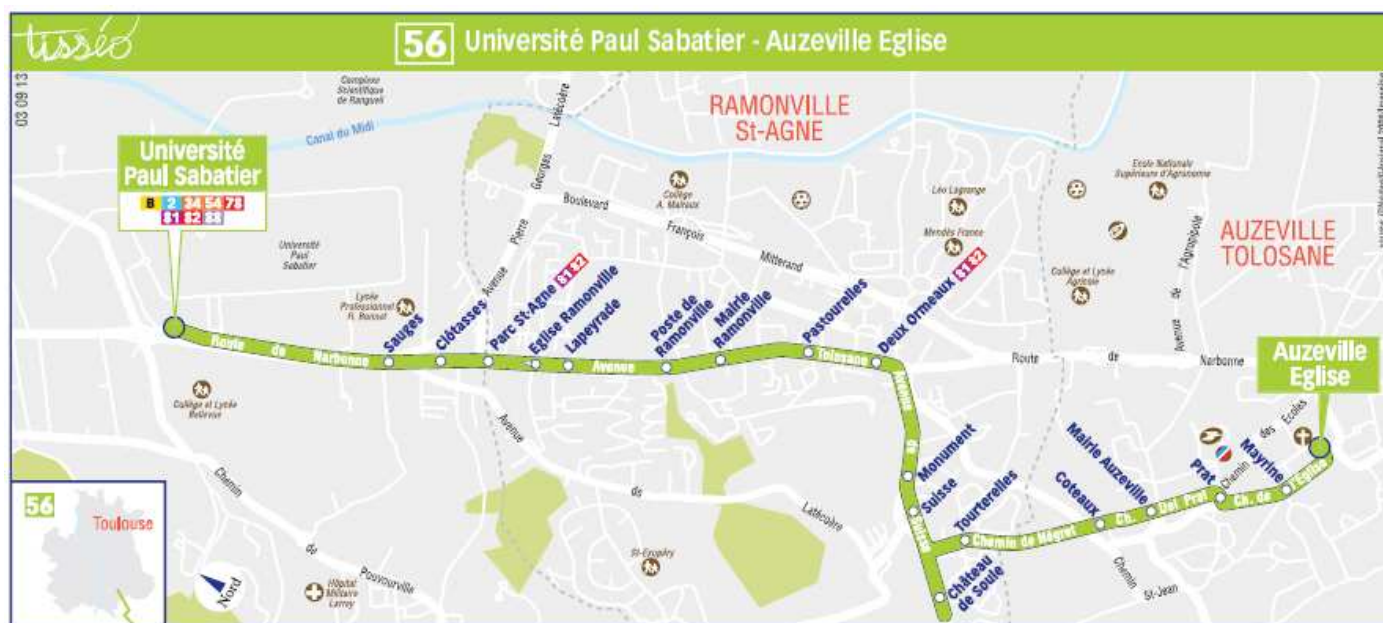 tisséo
56 Université Paul Sabatier - Auzeville Eglise
03 09 13
Complexe
Scientifique
de Rangueil
Canal du Midi
RAMONVILLE
St-AGNE
AUZEVILLE
TOLOSANE
Université
Paul Sabatier
B 2 34 54 78
81 82 88
Université
Paul
Sabatier
Lycée
Professionnel
R. Bonnet
Collège et Lycée
Bellevue
Pierre Georges Latécoère
Avenue
Boulevard François Mitterand
Collège
A. Malraux
Léo Lagrange
Mendès France
Ecole Nationale
Supérieure d'Agronomie
Collège et Lycée
Agricole
Avenue de l'Agrobiopole
Route de Narbonne
Sauges
Clôtasses
Parc St-Agne 81 82
Eglise Ramonville
Lapeyrade
Avenue
Poste de
Ramonville
Mairie
Ramonville
Pastourelles
Tolosane
Deux Ormeaux 81 82
Route de Narbonne
Auzeville
Eglise
Avenue de Suisse
Monument
Suisse
Tourterelles
Château
de Soule
Chemin de Négret
Coteaux
Mairie Auzeville
Ch. Del Prat
Prat
Chemin des Ecoles
Mayrine
Ch. de l'Eglise
Chemin St-Jean
Avenue de Latécoère
St-Exupéry
Chemin de Pouvourville
Hôpital
Militaire
Larrey
Nord
56
Toulouse